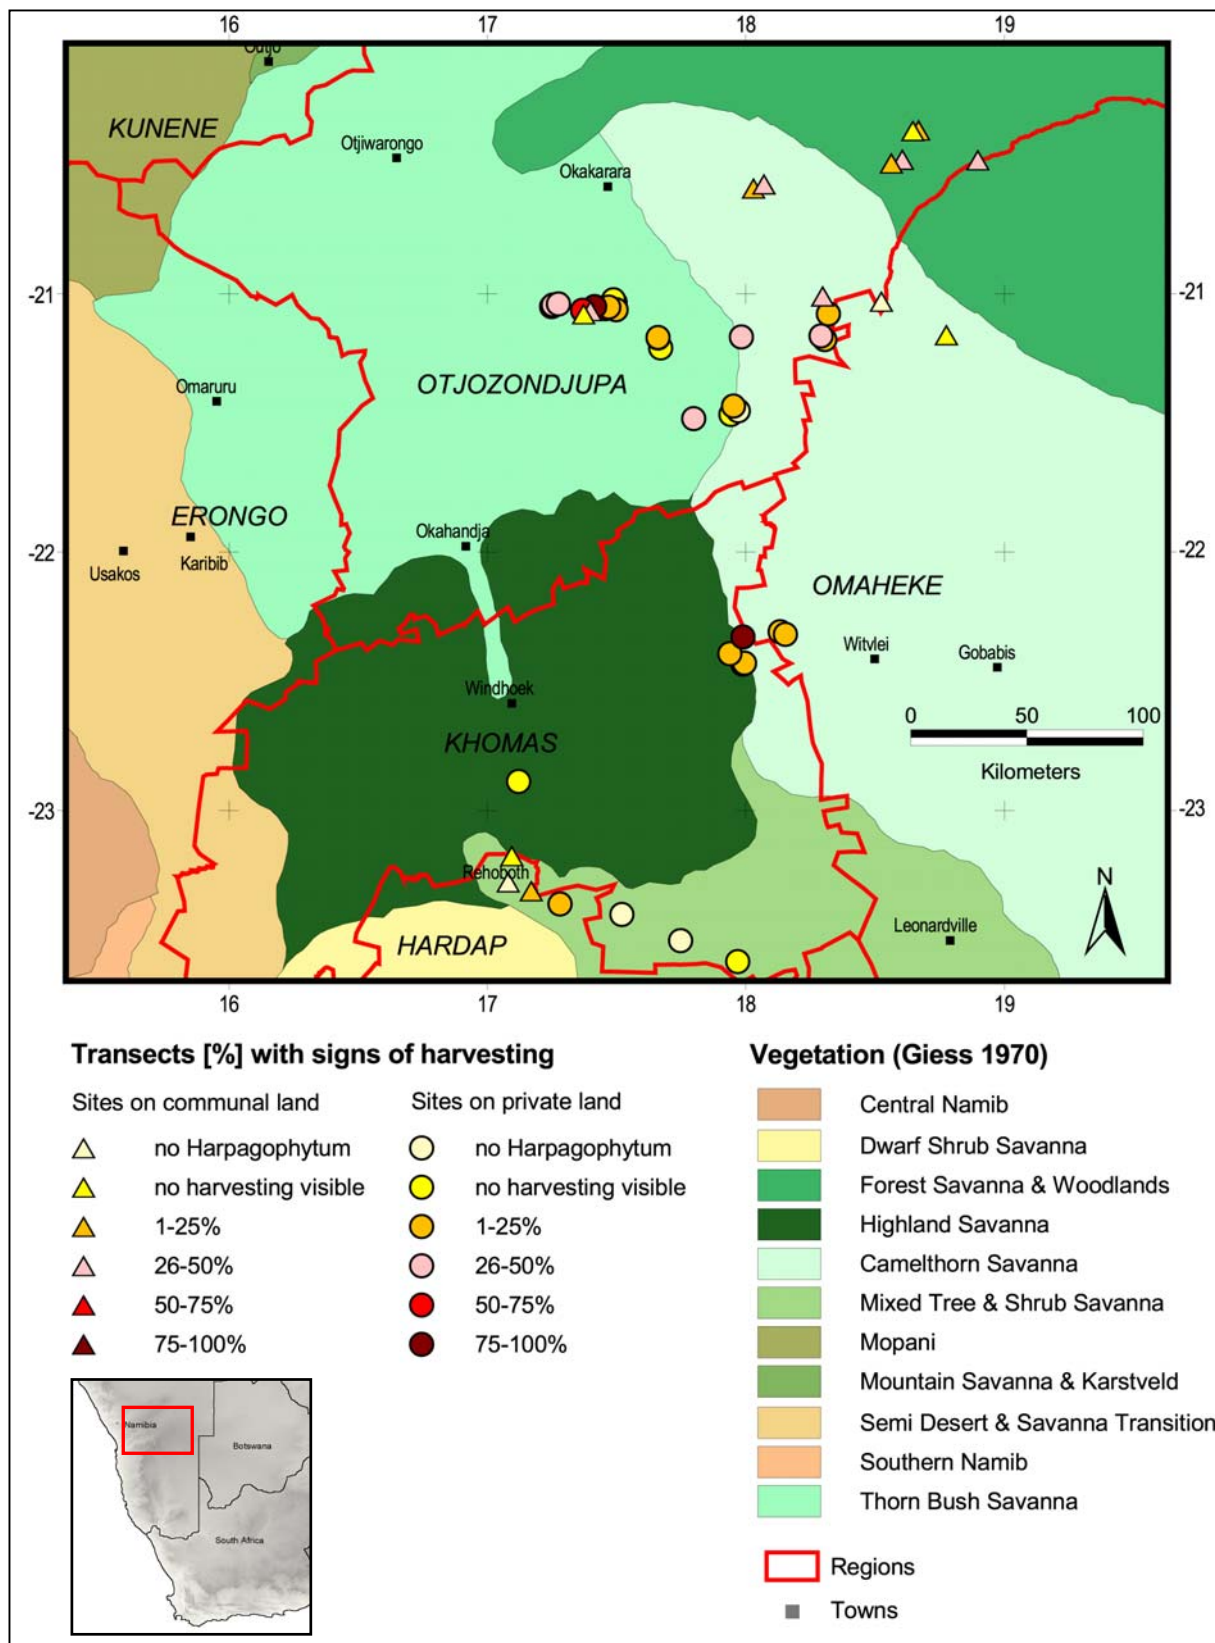 16 17 18 19
Outjo
KUNENE
Otjiwarongo
Okakarara
-21 -21
OTJOZONDJUPA
Omaruru
ERONGO
Okahandja
-22 -22
Karibib
Usakos
OMAHEKE
Witvlei
Gobabis
Windhoek
0 50 100
KHOMAS
Kilometers
-23 -23
Rehoboth
N
Leonardville
HARDAP
16 17 18 19
Transects [%] with signs of harvesting
Sites on communal land
no Harpagophytum
no harvesting visible
1-25%
26-50%
50-75%
75-100%
Sites on private land
no Harpagophytum
no harvesting visible
1-25%
26-50%
50-75%
75-100%
Vegetation (Giess 1970)
Central Namib
Dwarf Shrub Savanna
Forest Savanna & Woodlands
Highland Savanna
Camelthorn Savanna
Mixed Tree & Shrub Savanna
Mopani
Mountain Savanna & Karstveld
Semi Desert & Savanna Transition
Southern Namib
Thorn Bush Savanna
Regions
Towns
Namibia
Botswana
South Africa